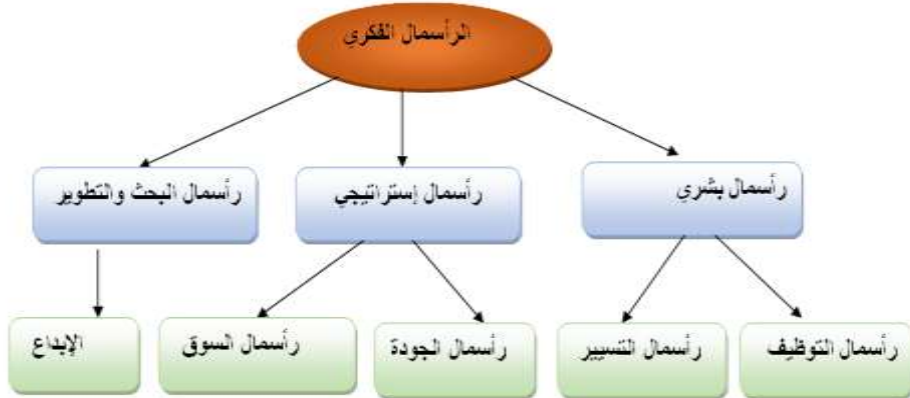 الرأسمال الفكري
رأسمال بشري
رأسمال إستراتيجي
رأسمال البحث والتطوير
رأسمال التوظيف
رأسمال التسيير
رأسمال الجودة
رأسمال السوق
الإبداع